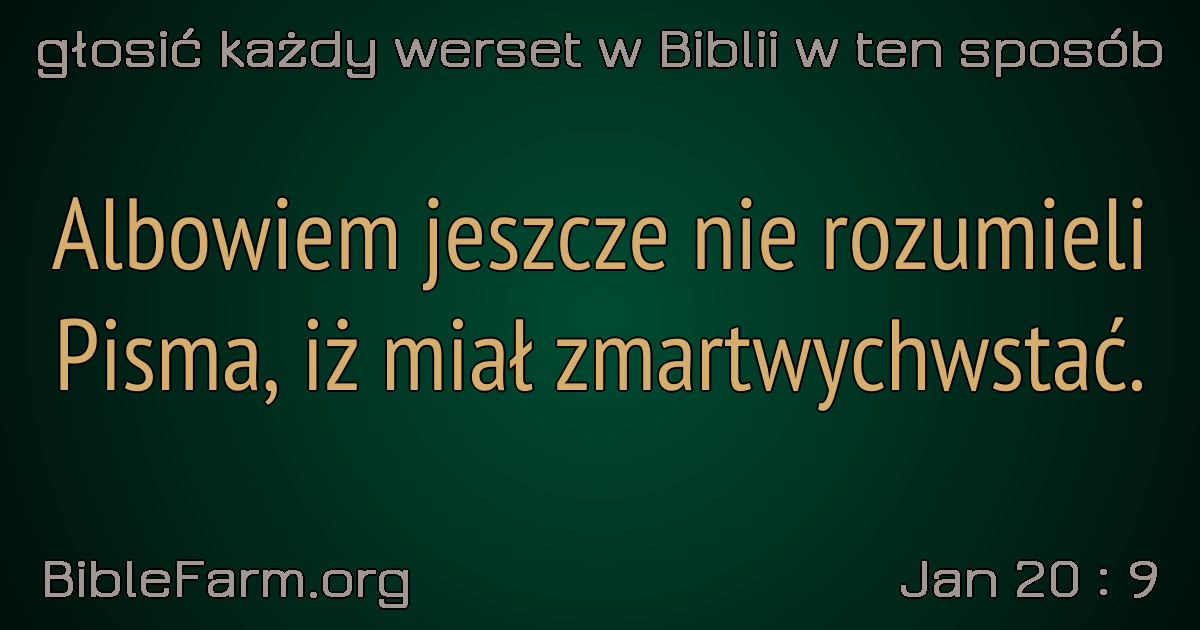 głosić każdy werset w Biblii w ten sposób
Albowiem jeszcze nie rozumieli
Pisma, iż miał zmartwychwstać.
BibleFarm.org
Jan 20 : 9